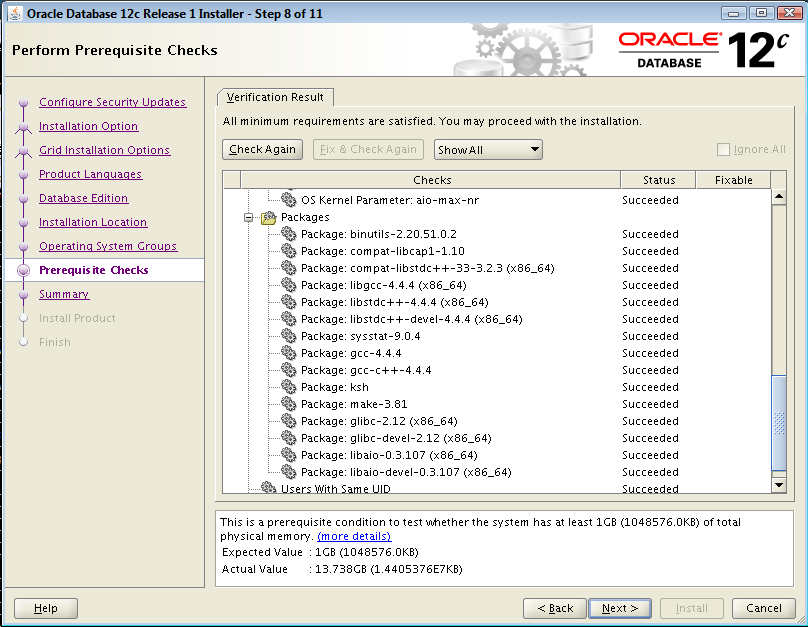 Oracle Database 12c Release 1 Installer - Step 8 of 11
Perform Prerequisite Checks
ORACLE®
DATABASE
12c
Configure Security Updates
Installation Option
Grid Installation Options
Product Languages
Database Edition
Installation Location
Operating System Groups
Prerequisite Checks
Summary
Install Product
Finish
Verification Result
All minimum requirements are satisfied. You may proceed with the installation.
Check Again Fix & Check Again Show All Ignore All
Checks Status Fixable
OS Kernel Parameter: aio-max-nr Succeeded
Packages
Package: binutils-2.20.51.0.2 Succeeded
Package: compat-libcap1-1.10 Succeeded
Package: compat-libstdc++-33-3.2.3 (x86_64) Succeeded
Package: libgcc-4.4.4 (x86_64) Succeeded
Package: libstdc++-4.4.4 (x86_64) Succeeded
Package: libstdc++-devel-4.4.4 (x86_64) Succeeded
Package: sysstat-9.0.4 Succeeded
Package: gcc-4.4.4 Succeeded
Package: gcc-c++-4.4.4 Succeeded
Package: ksh Succeeded
Package: make-3.81 Succeeded
Package: glibc-2.12 (x86_64) Succeeded
Package: glibc-devel-2.12 (x86_64) Succeeded
Package: libaio-0.3.107 (x86_64) Succeeded
Package: libaio-devel-0.3.107 (x86_64) Succeeded
Users With Same UID Succeeded
This is a prerequisite condition to test whether the system has at least 1GB (1048576.0KB) of total
physical memory. (more details)
Expected Value : 1GB (1048576.0KB)
Actual Value : 13.738GB (1.4405376E7KB)
Help < Back Next > Install Cancel